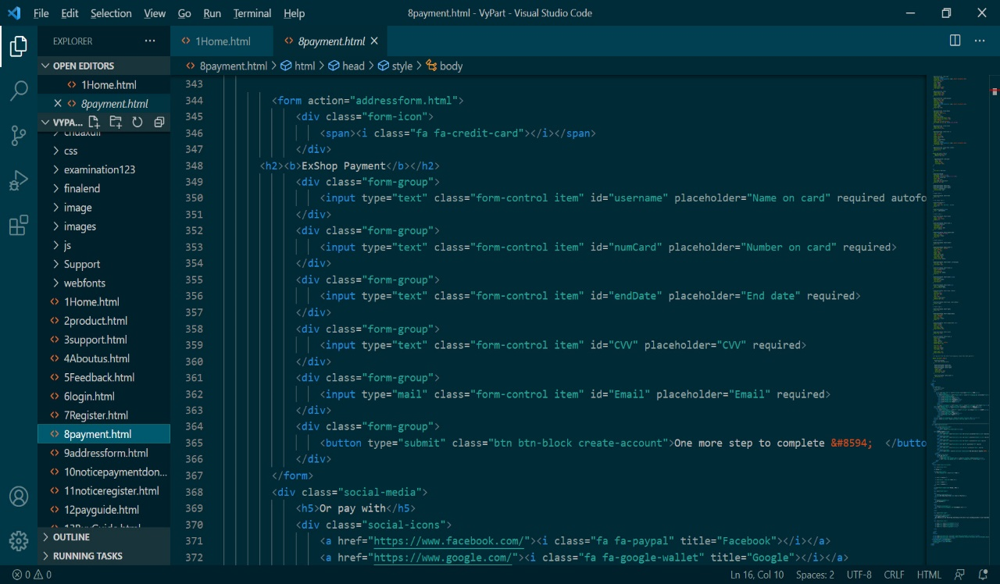 File Edit Selection View Go Run Terminal Help 8payment.html - VyPart - Visual Studio Code
EXPLORER ··· 1Home.html 8payment.html
OPEN EDITORS
1Home.html
8payment.html
VYPA...
css
examination123
finalend
image
images
js
Support
webfonts
1Home.html
2product.html
3support.html
4Aboutus.html
5Feedback.html
6login.html
7Register.html
8payment.html
9addressform.html
10noticepaymentdon...
11noticeregister.html
12payguide.html
OUTLINE
RUNNING TASKS
8payment.html > html > head > style > body
343
344 <form action="addressform.html">
345 <div class="form-icon">
346 <span><i class="fa fa-credit-card"></i></span>
347 </div>
348 <h2><b>ExShop Payment</b></h2>
349 <div class="form-group">
350 <input type="text" class="form-control item" id="username" placeholder="Name on card" required autofo
351 </div>
352 <div class="form-group">
353 <input type="text" class="form-control item" id="numCard" placeholder="Number on card" required>
354 </div>
355 <div class="form-group">
356 <input type="text" class="form-control item" id="endDate" placeholder="End date" required>
357 </div>
358 <div class="form-group">
359 <input type="text" class="form-control item" id="CVV" placeholder="CVV" required>
360 </div>
361 <div class="form-group">
362 <input type="mail" class="form-control item" id="Email" placeholder="Email" required>
363 </div>
364 <div class="form-group">
365 <button type="submit" class="btn btn-block create-account">One more step to complete &#8594; </butto
366 </div>
367 </form>
368 <div class="social-media">
369 <h5>Or pay with</h5>
370 <div class="social-icons">
371 <a href="https://www.facebook.com/"><i class="fa fa-paypal" title="Facebook"></i></a>
372 <a href="https://www.google.com/"><i class="fa fa-google-wallet" title="Google"></i></a>
0 0 Ln 16, Col 10 Spaces: 2 UTF-8 CRLF HTML